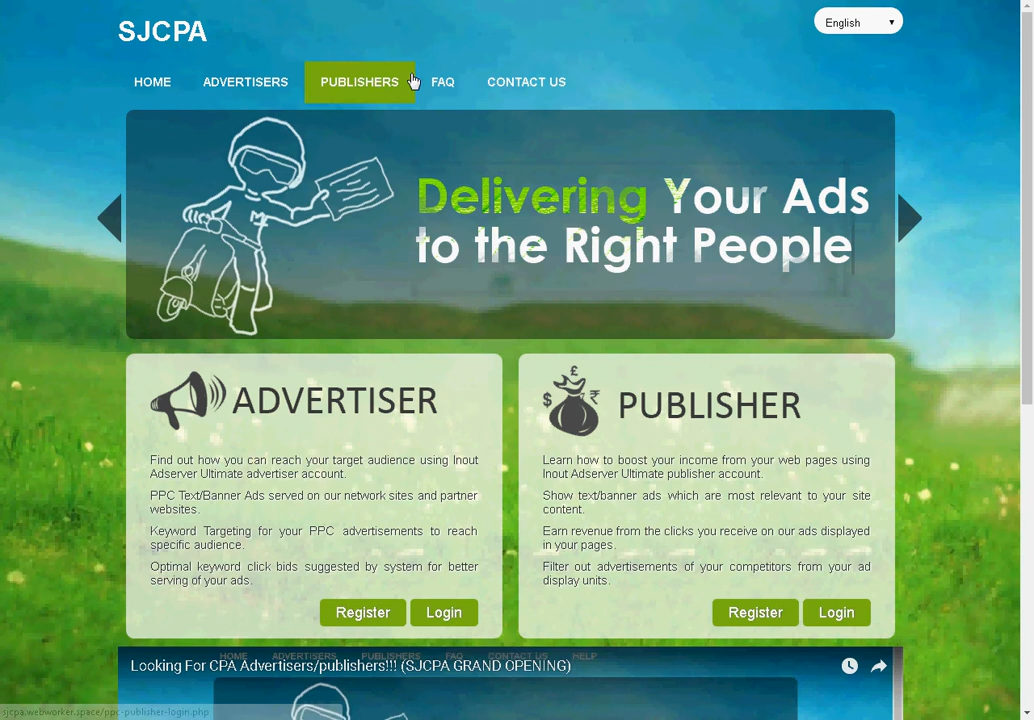 SJCPA
English
HOME ADVERTISERS PUBLISHERS FAQ CONTACT US
Delivering Your Ads
to the Right People
ADVERTISER
Find out how you can reach your target audience using Inout
Adserver Ultimate advertiser account.
PPC Text/Banner Ads served on our network sites and partner
websites.
Keyword Targeting for your PPC advertisements to reach
specific audience.
Optimal keyword click bids suggested by system for better
serving of your ads.
Register Login
PUBLISHER
$ £ ₹
Learn how to boost your income from your web pages using
Inout Adserver Ultimate publisher account.
Show text/banner ads which are most relevant to your site
content.
Earn revenue from the clicks you receive on our ads displayed
in your pages.
Filter out advertisements of your competitors from your ad
display units.
Register Login
HOME ADVERTISERS PUBLISHERS FAQ CONTACT US HELP
Looking For CPA Advertisers/publishers!!! (SJCPA GRAND OPENING)
sjcpa.webworker.space/ppc-publisher-login.php